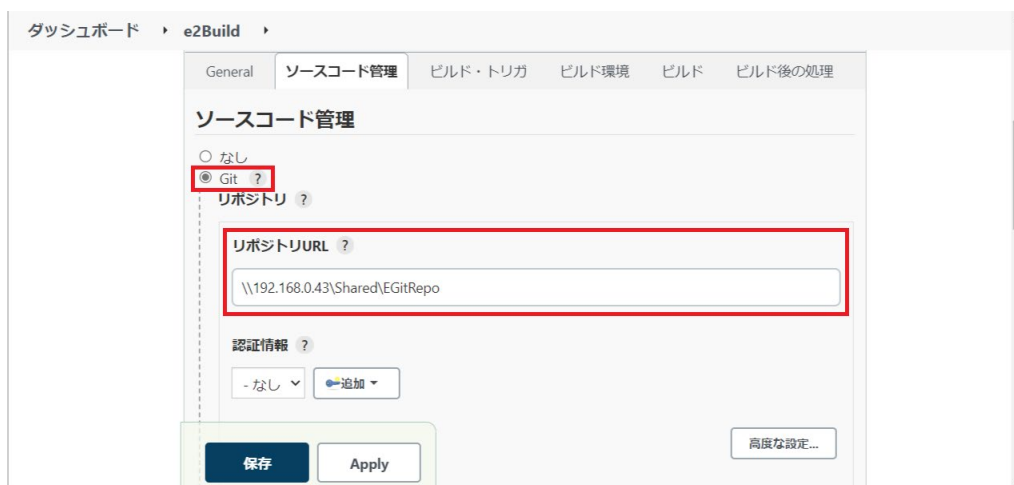 ダッシュボード e2Build
General ソースコード管理 ビルド・トリガ ビルド環境 ビルド ビルド後の処理
ソースコード管理
なし
Git ?
リポジトリ ?
リポジトリURL ?
\\192.168.0.43\Shared\EGitRepo
認証情報 ?
- なし 追加
高度な設定...
保存 Apply